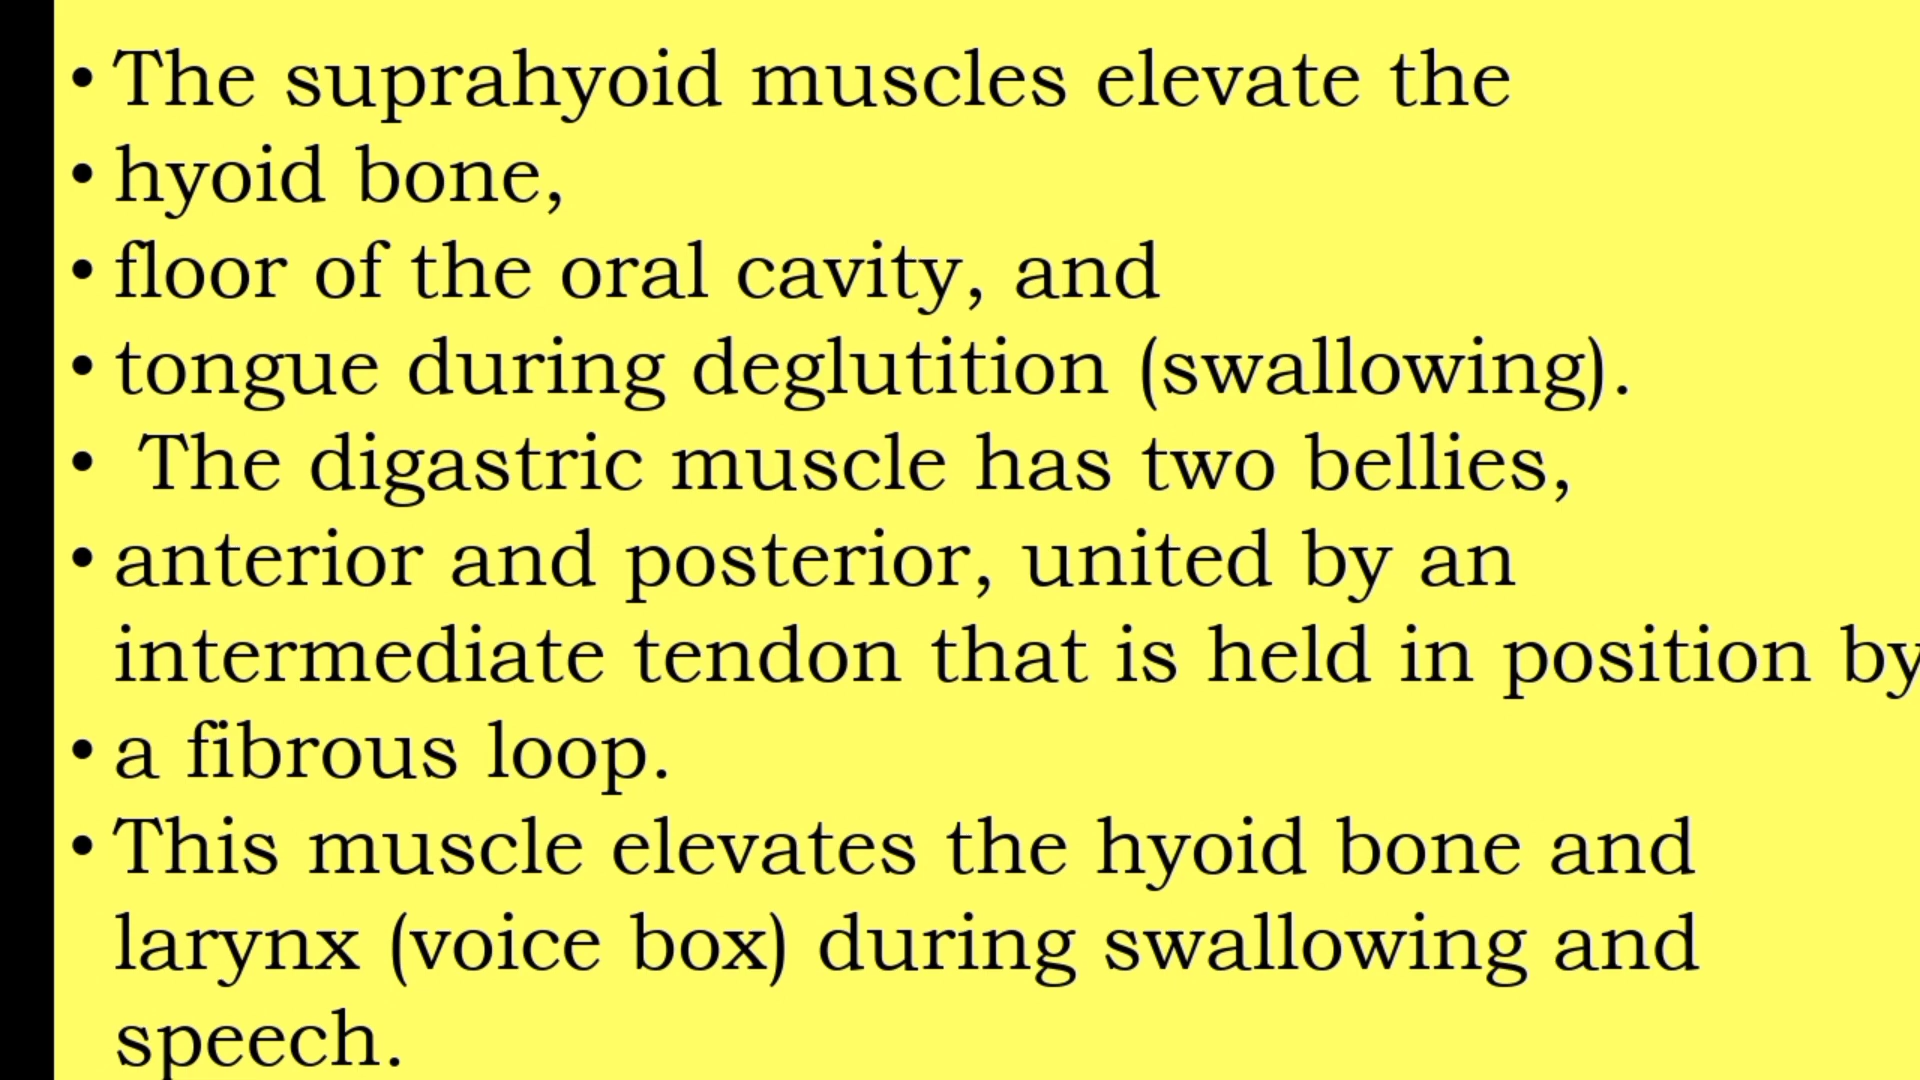 • The suprahyoid muscles elevate the
• hyoid bone,
• floor of the oral cavity, and
• tongue during deglutition (swallowing).
• The digastric muscle has two bellies,
• anterior and posterior, united by an
intermediate tendon that is held in position by
• a fibrous loop.
• This muscle elevates the hyoid bone and
larynx (voice box) during swallowing and
speech.